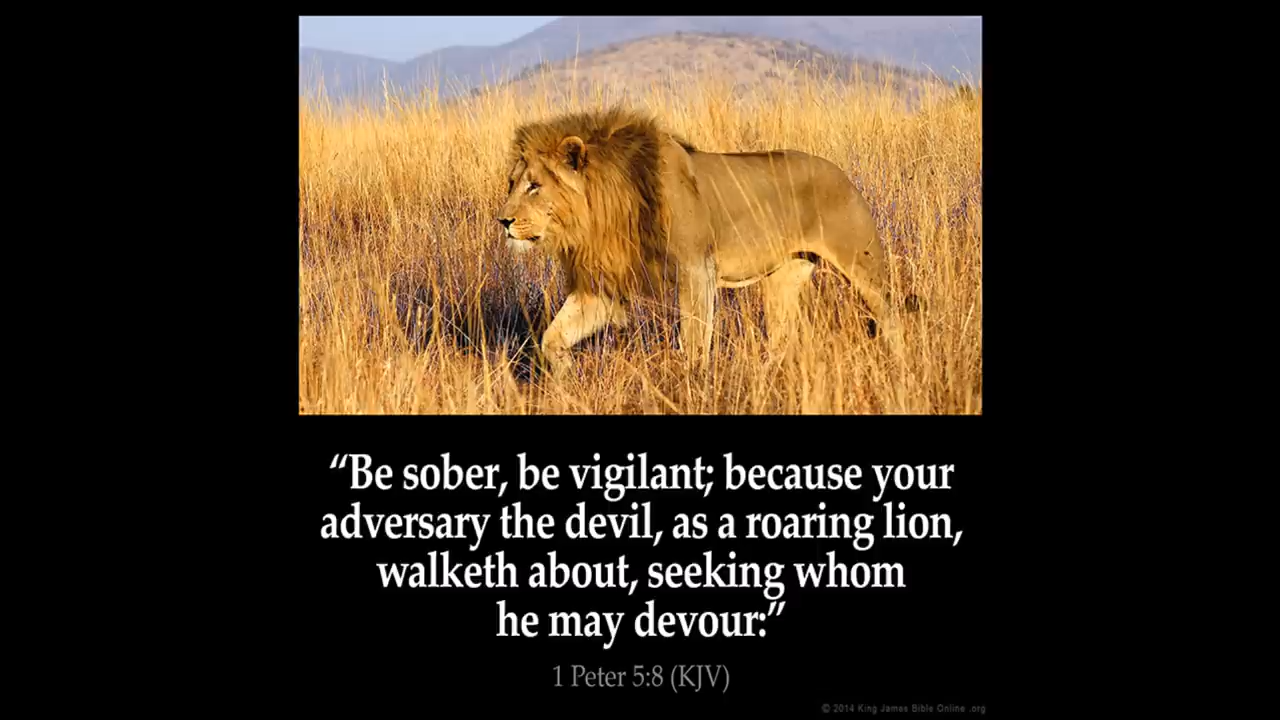 “Be sober, be vigilant; because your
adversary the devil, as a roaring lion,
walketh about, seeking whom
he may devour:”
1 Peter 5:8 (KJV)
© 2014 King James Bible Online .org